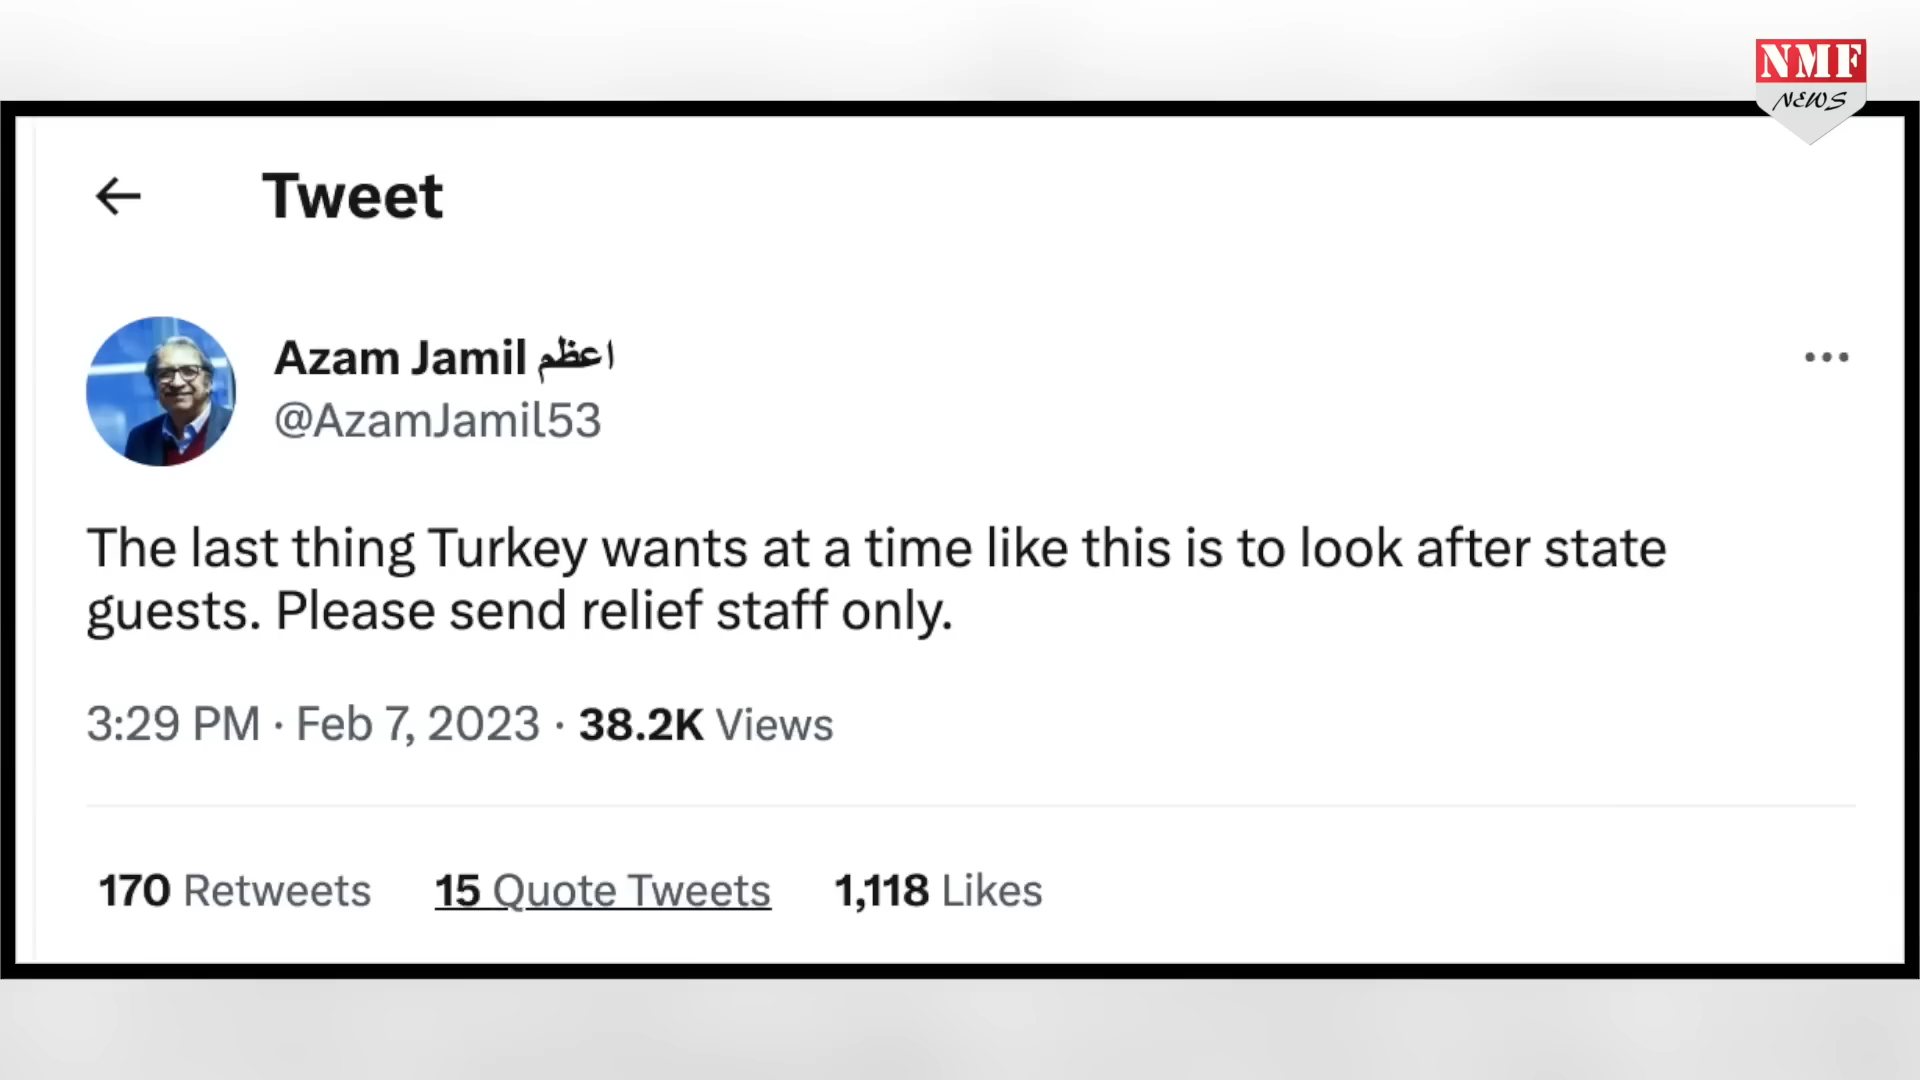 NMF
NEWS
← Tweet
Azam Jamil اعظم
@AzamJamil53
The last thing Turkey wants at a time like this is to look after state
guests. Please send relief staff only.
3:29 PM · Feb 7, 2023 · 38.2K Views
170 Retweets 15 Quote Tweets 1,118 Likes